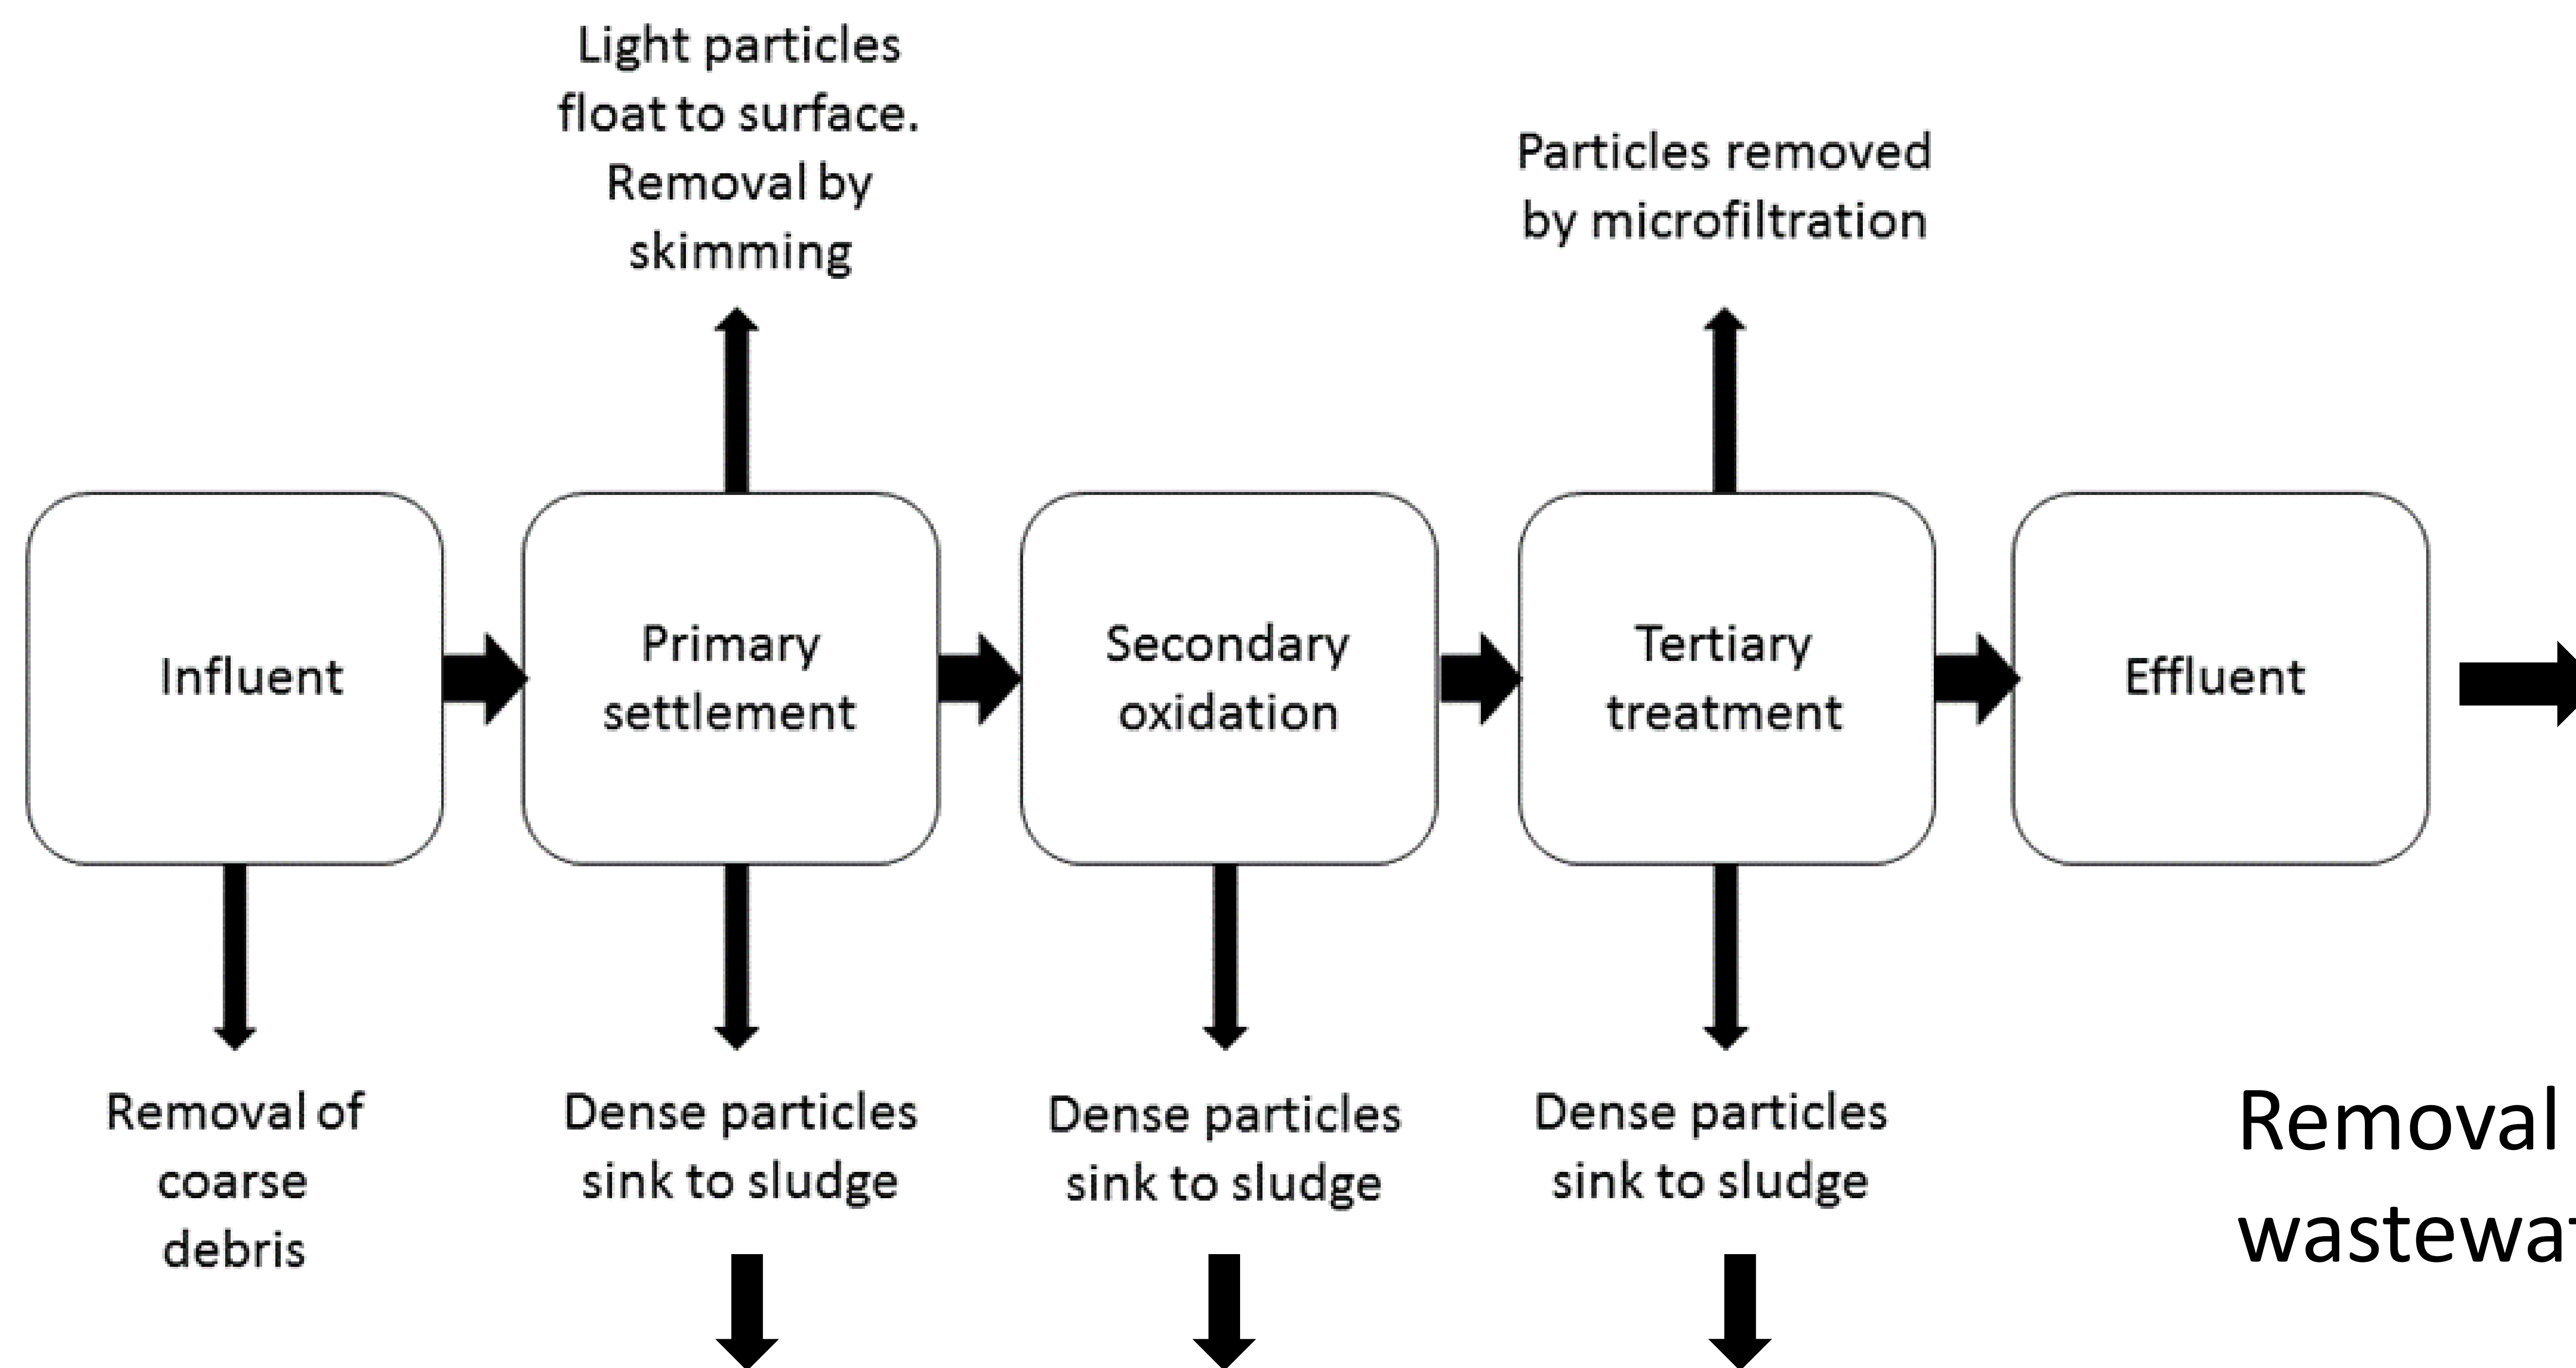 Light particles
float to surface.
Removal by
skimming
Particles removed
by microfiltration
Influent
Primary
settlement
Secondary
oxidation
Tertiary
treatment
Effluent
Removal of
coarse
debris
Dense particles
sink to sludge
Dense particles
sink to sludge
Dense particles
sink to sludge
Removal